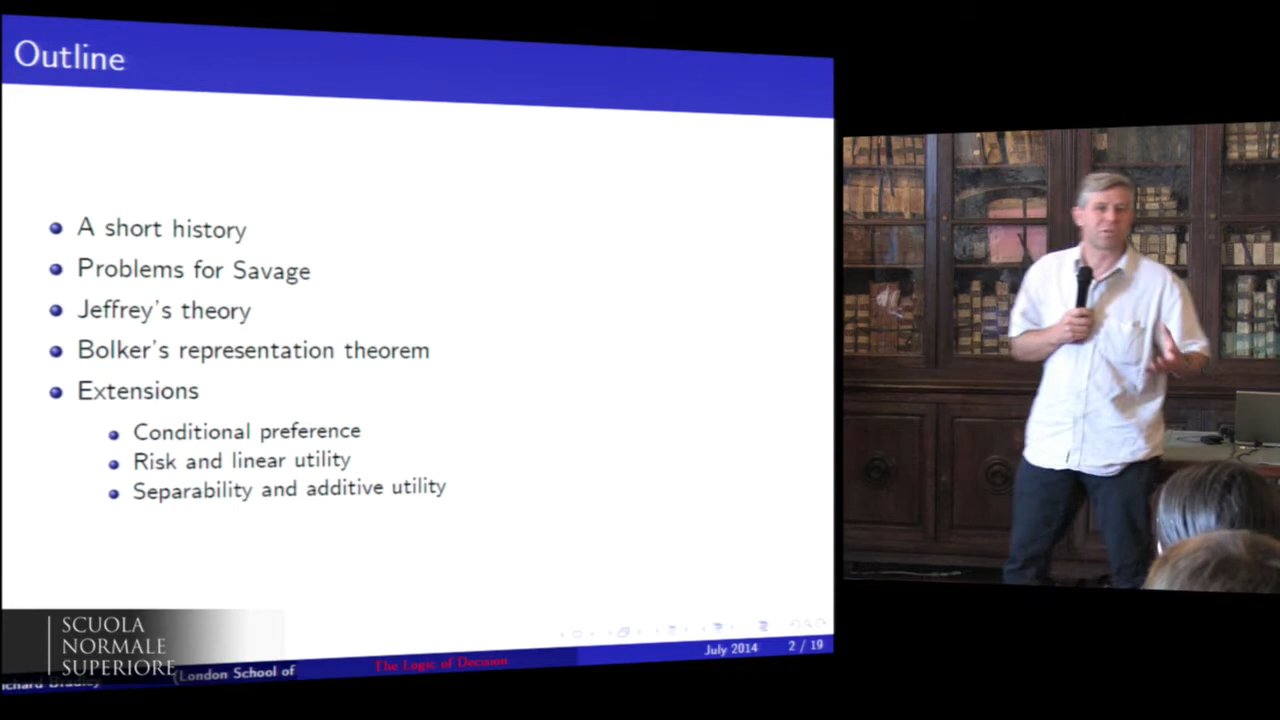 Outline
A short history
Problems for Savage
Jeffrey's theory
Bolker's representation theorem
Extensions
Conditional preference
Risk and linear utility
Separability and additive utility
SCUOLA
NORMALE
SUPERIORE
(London School of
The Logic of Decision
July 2014
2 / 19